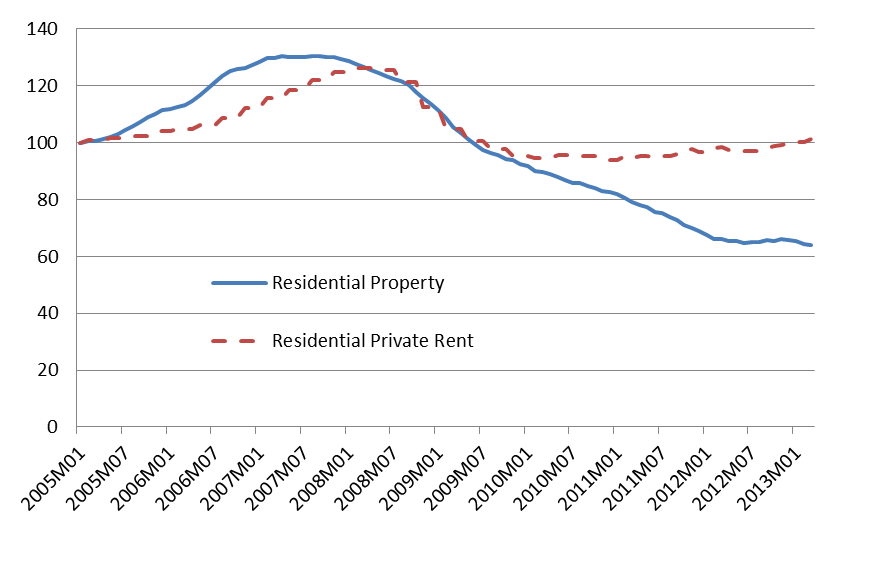 140
120
100
80
60
40
20
0
Residential Property
Residential Private Rent
2005M01
2005M07
2006M01
2006M07
2007M01
2007M07
2008M01
2008M07
2009M01
2009M07
2010M01
2010M07
2011M01
2011M07
2012M01
2012M07
2013M01